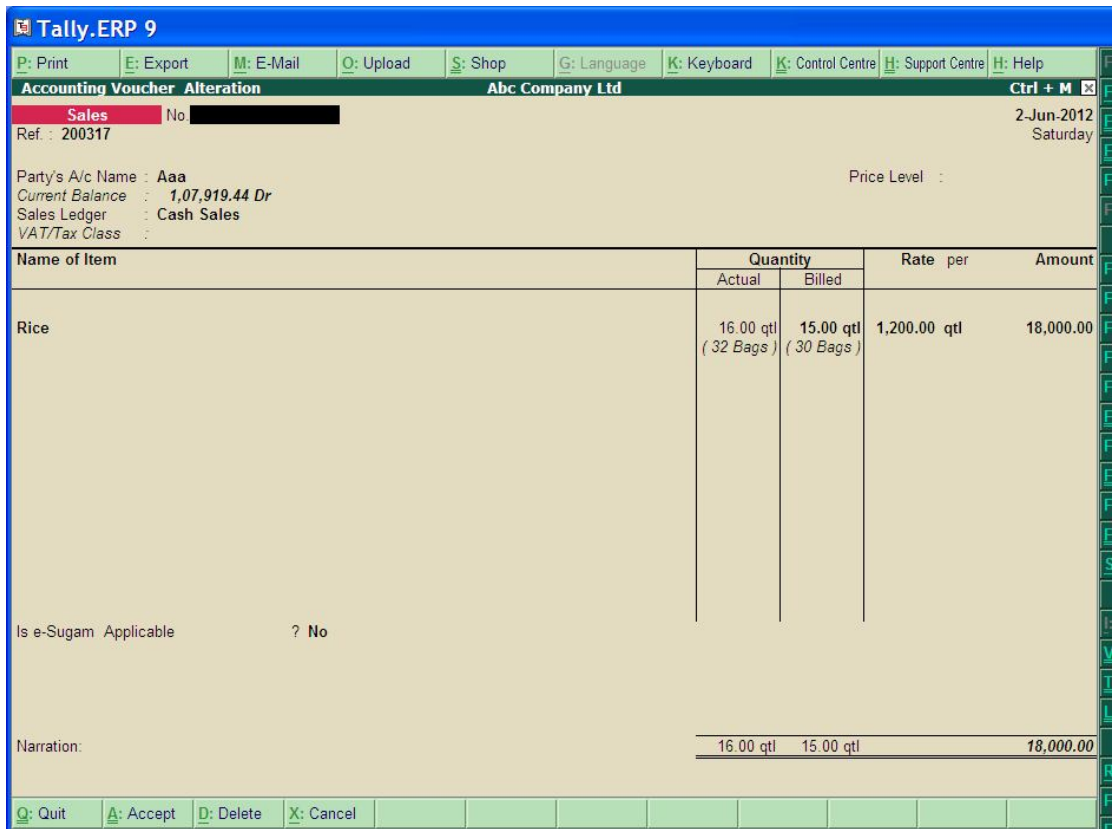 Tally.ERP 9
P: Print E: Export M: E-Mail O: Upload S: Shop G: Language K: Keyboard K: Control Centre H: Support Centre H: Help
Accounting Voucher Alteration Abc Company Ltd Ctrl + M
Sales No. 2-Jun-2012
Ref. : 200317 Saturday
Party's A/c Name : Aaa Price Level :
Current Balance : 1,07,919.44 Dr
Sales Ledger : Cash Sales
VAT/Tax Class :
Name of Item Quantity Rate per Amount
Actual Billed
Rice 16.00 qtl 15.00 qtl 1,200.00 qtl 18,000.00
( 32 Bags ) ( 30 Bags )
Is e-Sugam Applicable ? No
Narration: 16.00 qtl 15.00 qtl 18,000.00
Q: Quit A: Accept D: Delete X: Cancel